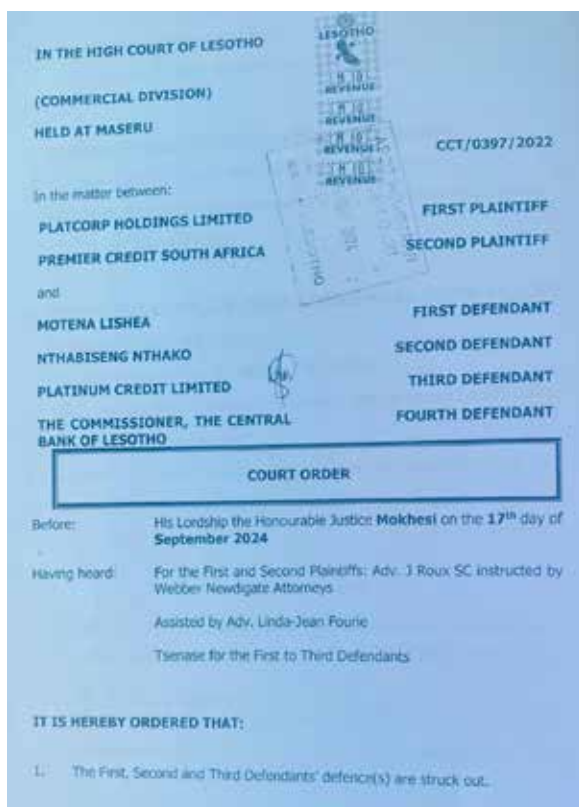 IN THE HIGH COURT OF LESOTHO
LESOTHO
M 10
REVENUE
(COMMERCIAL DIVISION)
M 10
REVENUE
HELD AT MASERU
M 10
REVENUE
CCT/0397/2022
M 10
REVENUE
In the matter between:
PLATCORP HOLDINGS LIMITED FIRST PLAINTIFF
PREMIER CREDIT SOUTH AFRICA SECOND PLAINTIFF
and
MOTENA LISHEA FIRST DEFENDANT
NTHABISENG NTHAKO SECOND DEFENDANT
PLATINUM CREDIT LIMITED THIRD DEFENDANT
THE COMMISSIONER, THE CENTRAL FOURTH DEFENDANT
BANK OF LESOTHO
COURT ORDER
Before: His Lordship the Honourable Justice Mokhesi on the 17th day of
September 2024
Having heard: For the First and Second Plaintiffs: Adv. J Roux SC instructed by
Webber Newdigate Attorneys
Assisted by Adv. Linda-Jean Fourie
Tsenase for the First to Third Defendants
IT IS HEREBY ORDERED THAT:
1. The First, Second and Third Defendants' defence(s) are struck out.